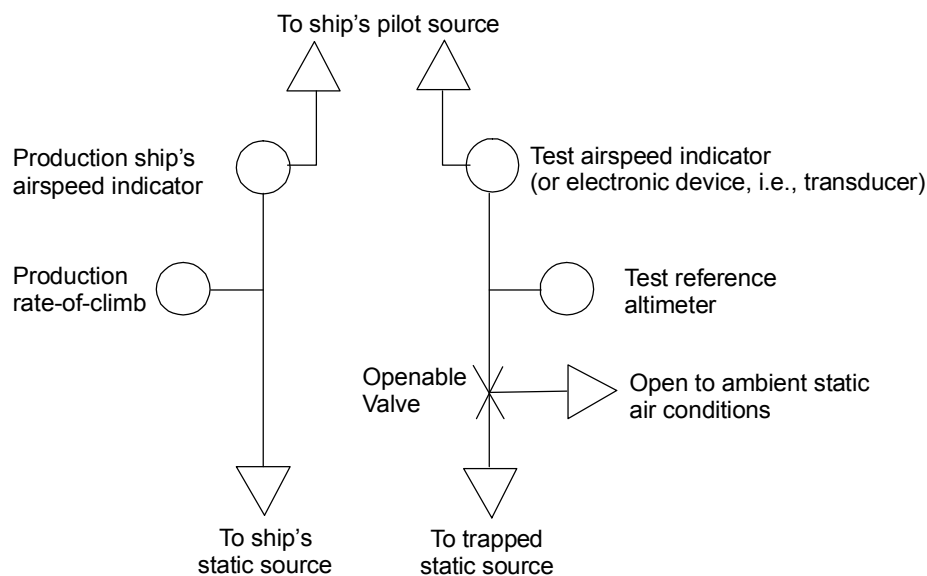 To ship's pilot source
Production ship's
airspeed indicator
Test airspeed indicator
(or electronic device, i.e., transducer)
Production
rate-of-climb
Test reference
altimeter
Openable
Valve
Open to ambient static
air conditions
To ship's
static source
To trapped
static source